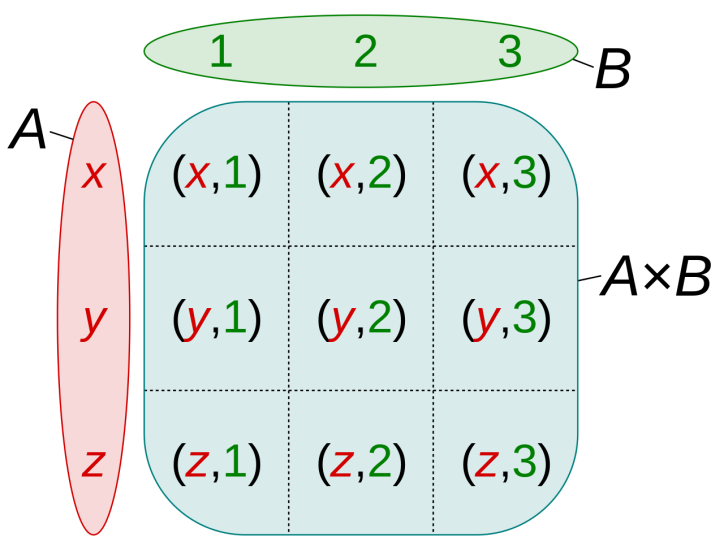 1 2 3
B
A
x (x,1) (x,2) (x,3)
A×B
y (y,1) (y,2) (y,3)
z (z,1) (z,2) (z,3)